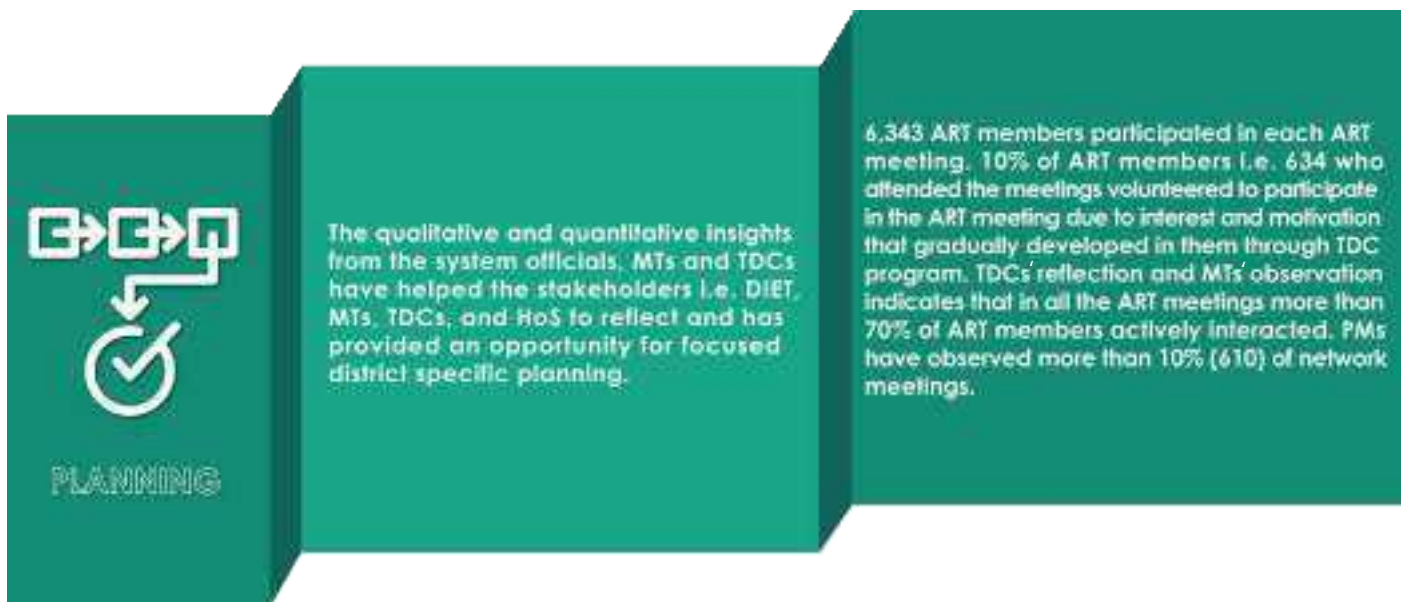 PLANNING
The qualitative and quantitative insights
from the system officials, MTs and TDCs
have helped the stakeholders i.e. DIET,
MTs, TDCs, and HoS to reflect and has
provided an opportunity for focused
district specific planning.
6,343 ART members participated in each ART
meeting. 10% of ART members i.e. 634 who
attended the meetings volunteered to participate
in the ART meeting due to interest and motivation
that gradually developed in them through TDC
program. TDCs' reflection and MTs' observation
indicates that in all the ART meetings more than
70% of ART members actively interacted. PMs
have observed more than 10% (610) of network
meetings.